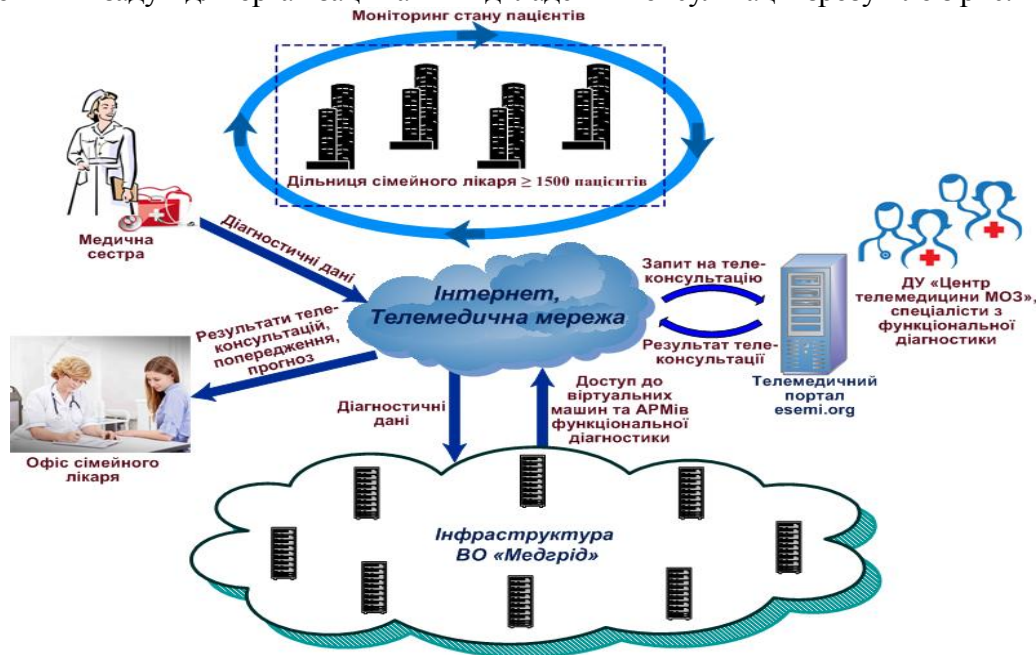 Моніторинг стану пацієнтів
Дільниця сімейного лікаря ≥ 1500 пацієнтів
Медична
сестра
Діагностичні дані
Інтернет,
Телемедична мережа
Запит на теле-
консультацію
Результат теле-
консультації
ДУ «Центр
телемедицини МОЗ»,
спеціалісти з
функціональної
діагностики
Телемедичний
портал
esemi.org
Результати теле-
консультацій,
попередження,
прогноз
Офіс сімейного
лікаря
Діагностичні
дані
Доступ до
віртуальних
машин та АРМів
функціональної
діагностики
Інфраструктура
ВО «Медгрід»